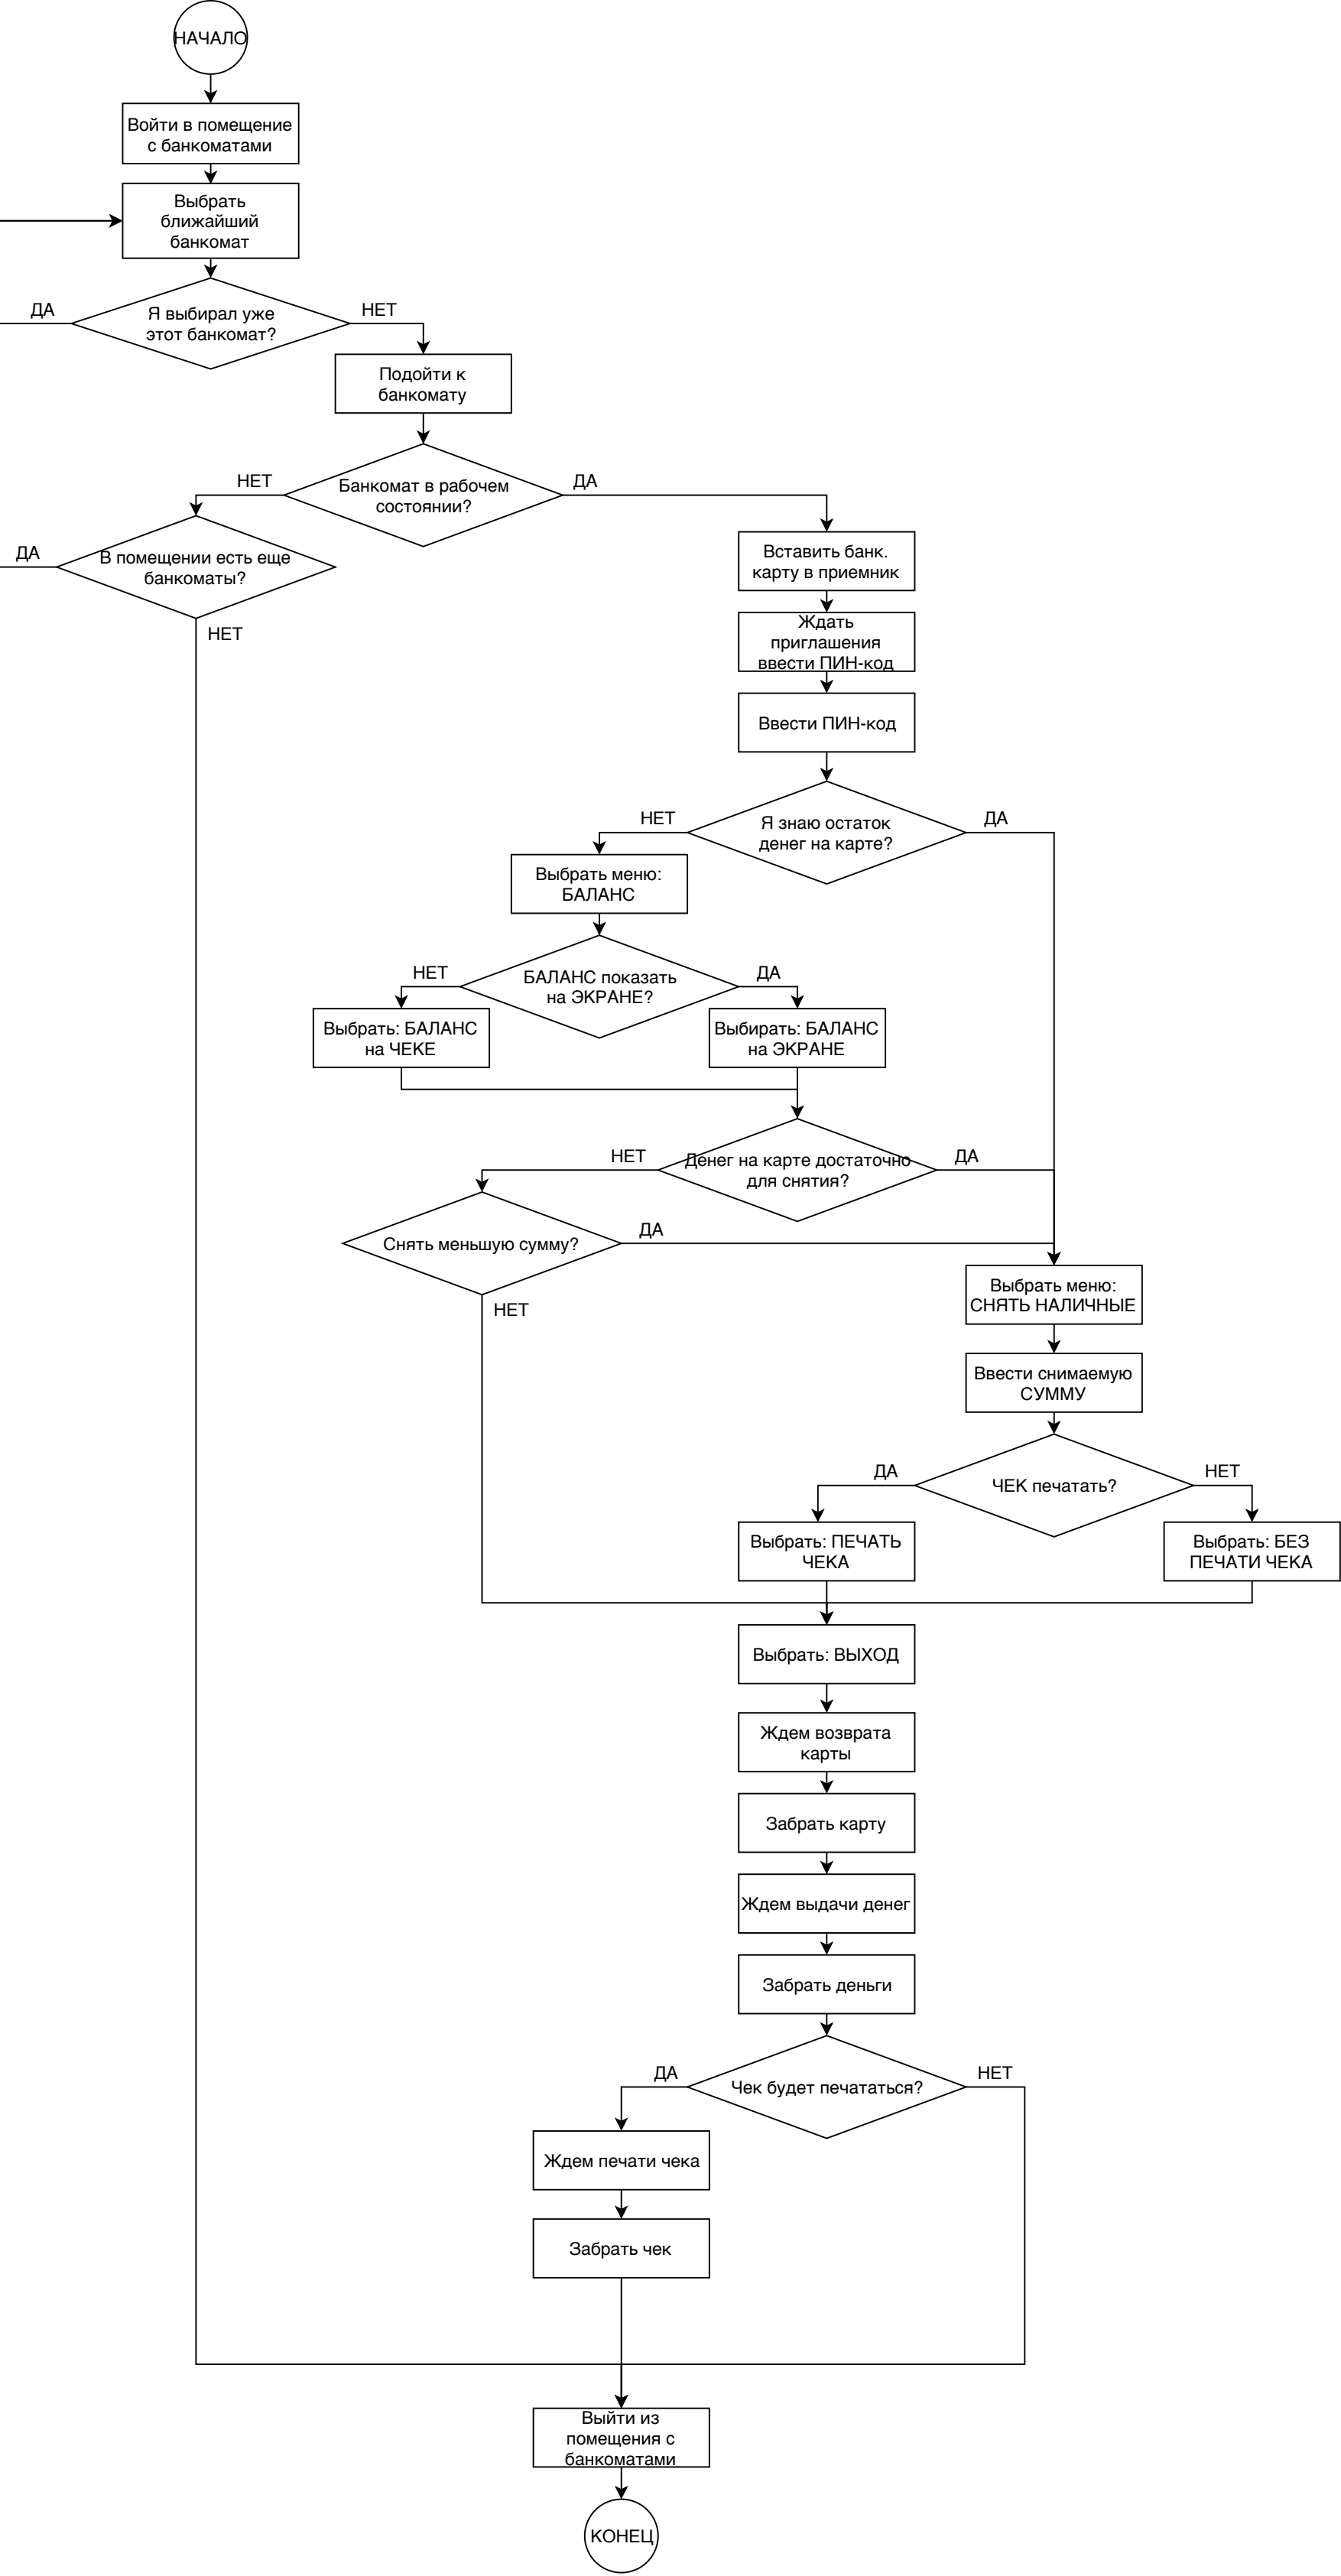 НАЧАЛО
Войти в помещение
с банкоматами
Выбрать
ближайший
банкомат
ДА
Я выбирал уже
этот банкомат?
НЕТ
Подойти к
банкомату
НЕТ
Банкомат в рабочем
состоянии?
ДА
ДА
В помещении есть еще
банкоматы?
НЕТ
Вставить банк.
карту в приемник
Ждать
приглашения
ввести ПИН-код
Ввести ПИН-код
НЕТ
Я знаю остаток
денег на карте?
ДА
Выбрать меню:
БАЛАНС
НЕТ
БАЛАНС показать
на ЭКРАНЕ?
ДА
Выбрать: БАЛАНС
на ЧЕКЕ
Выбирать: БАЛАНС
на ЭКРАНЕ
НЕТ
Денег на карте достаточно
для снятия?
ДА
Снять меньшую сумму?
ДА
НЕТ
Выбрать меню:
СНЯТЬ НАЛИЧНЫЕ
Ввести снимаемую
СУММУ
ДА
ЧЕК печатать?
НЕТ
Выбрать: ПЕЧАТЬ
ЧЕКА
Выбрать: БЕЗ
ПЕЧАТИ ЧЕКА
Выбрать: ВЫХОД
Ждем возврата
карты
Забрать карту
Ждем выдачи денег
Забрать деньги
ДА
Чек будет печататься?
НЕТ
Ждем печати чека
Забрать чек
Выйти из
помещения с
банкоматами
КОНЕЦ